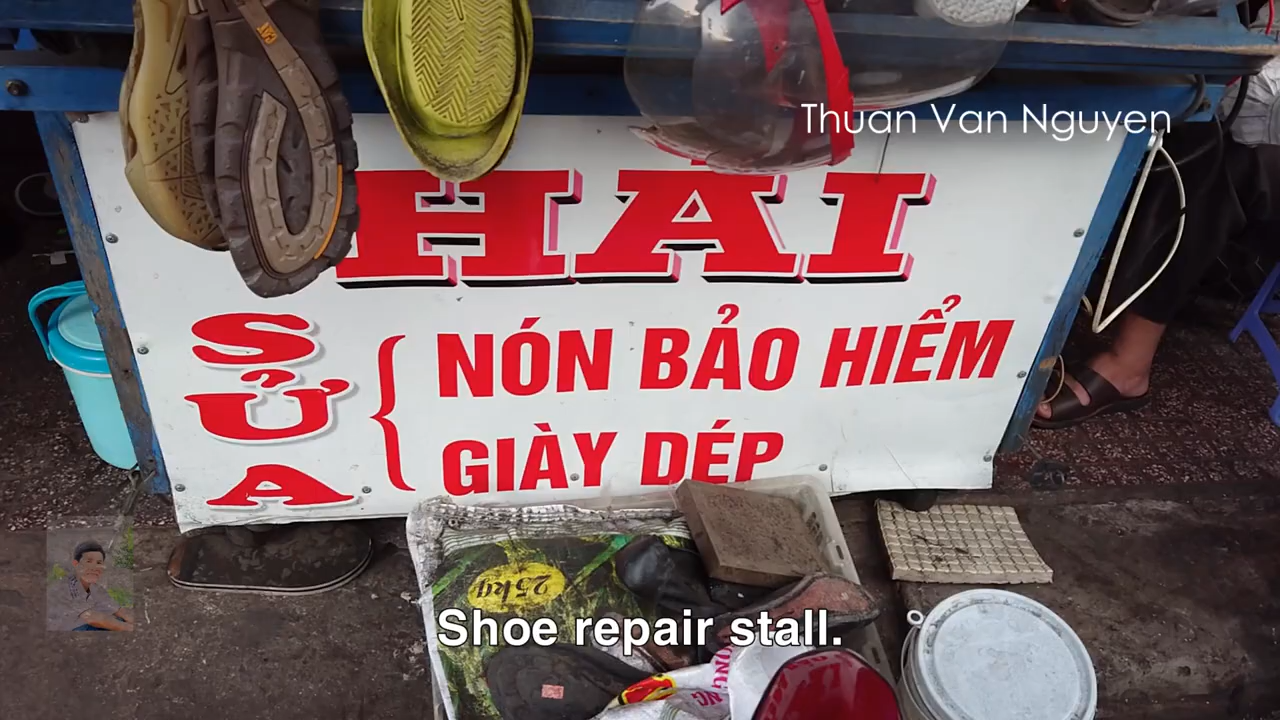 Thuan Van Nguyen
HẢI
SỬA
NÓN BẢO HIỂM
GIÀY DÉP
25kg
Shoe repair stall.